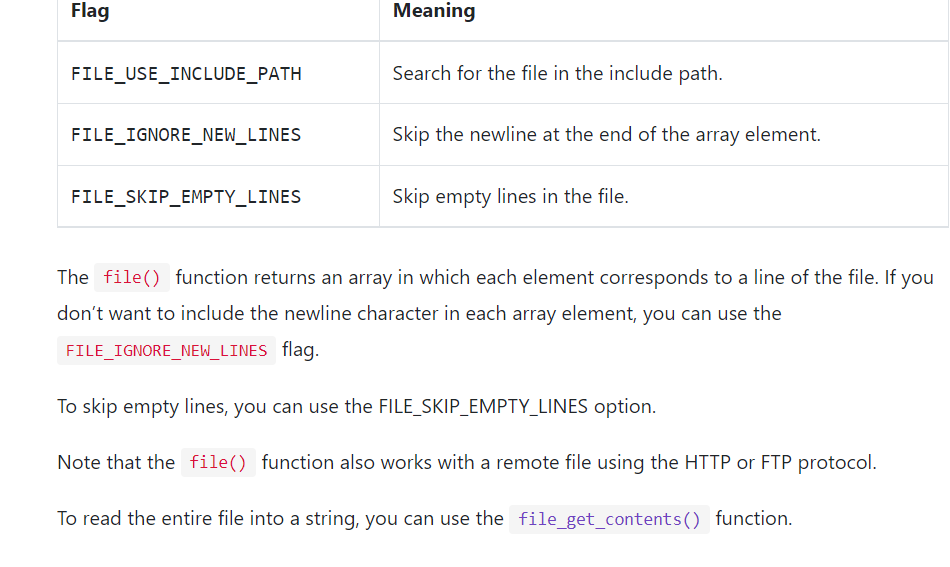 Flag Meaning
FILE_USE_INCLUDE_PATH Search for the file in the include path.
FILE_IGNORE_NEW_LINES Skip the newline at the end of the array element.
FILE_SKIP_EMPTY_LINES Skip empty lines in the file.
The file() function returns an array in which each element corresponds to a line of the file. If you
don’t want to include the newline character in each array element, you can use the
FILE_IGNORE_NEW_LINES flag.
To skip empty lines, you can use the FILE_SKIP_EMPTY_LINES option.
Note that the file() function also works with a remote file using the HTTP or FTP protocol.
To read the entire file into a string, you can use the file_get_contents() function.